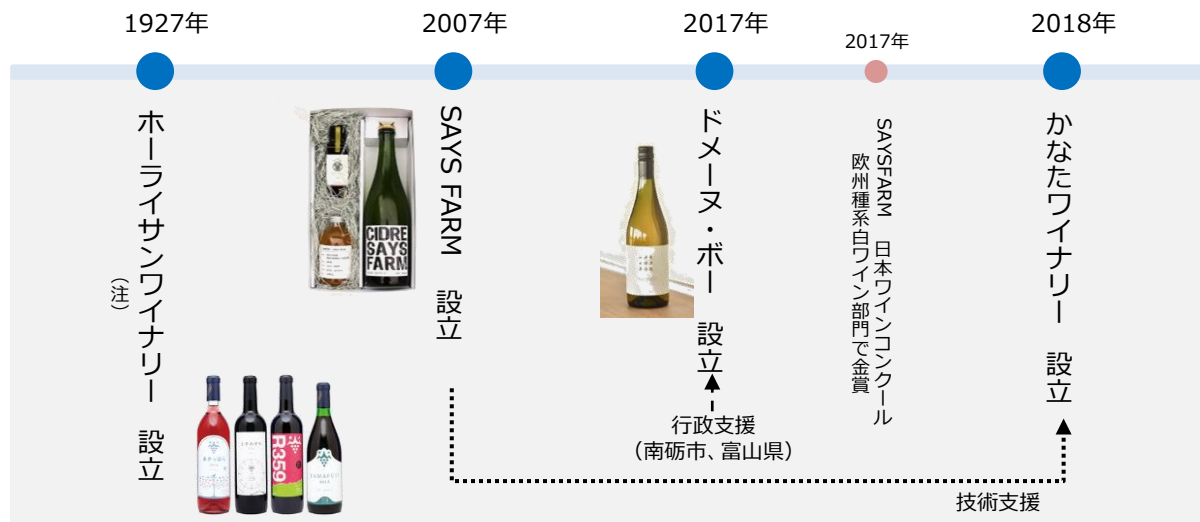 1927年
2007年
2017年
2017年
2018年
ホーライサンワイナリー 設立
(注)
SAYS FARM 設立
CIDRE
SAYS
FARM
ドメーヌ・ボー 設立
SAYSFARM 日本ワインコンクール
欧州種系白ワイン部門で金賞
かなたワイナリー 設立
R359
行政支援
(南砺市、富山県)
技術支援